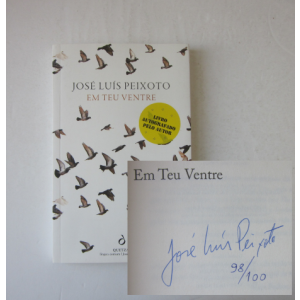 JOSÉ LUÍS PEIXOTO
EM TEU VENTRE
LIVRO
AUTOGRAFADO
PELO AUTOR
Em Teu Ventre
José Luís Peixoto
98/100